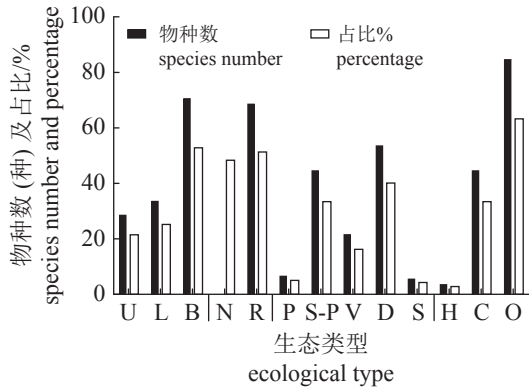 物种数(种)及占比/%
species number and percentage
100
80
60
40
20
0
物种数
species number
占比%
percentage
U L B N R P S-P V D S H C O
生态类型
ecological type